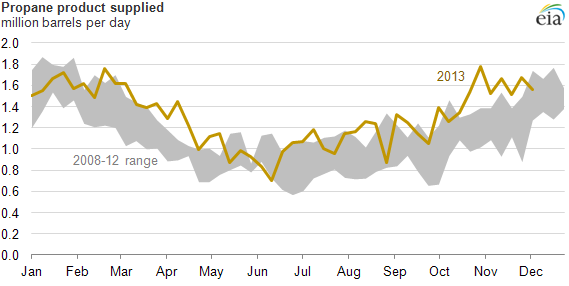 Propane product supplied
million barrels per day
eia
2.0
1.8
1.6
1.4
1.2
1.0
0.8
0.6
0.4
0.2
0.0
2013
2008-12 range
Jan Feb Mar Apr May Jun Jul Aug Sep Oct Nov Dec